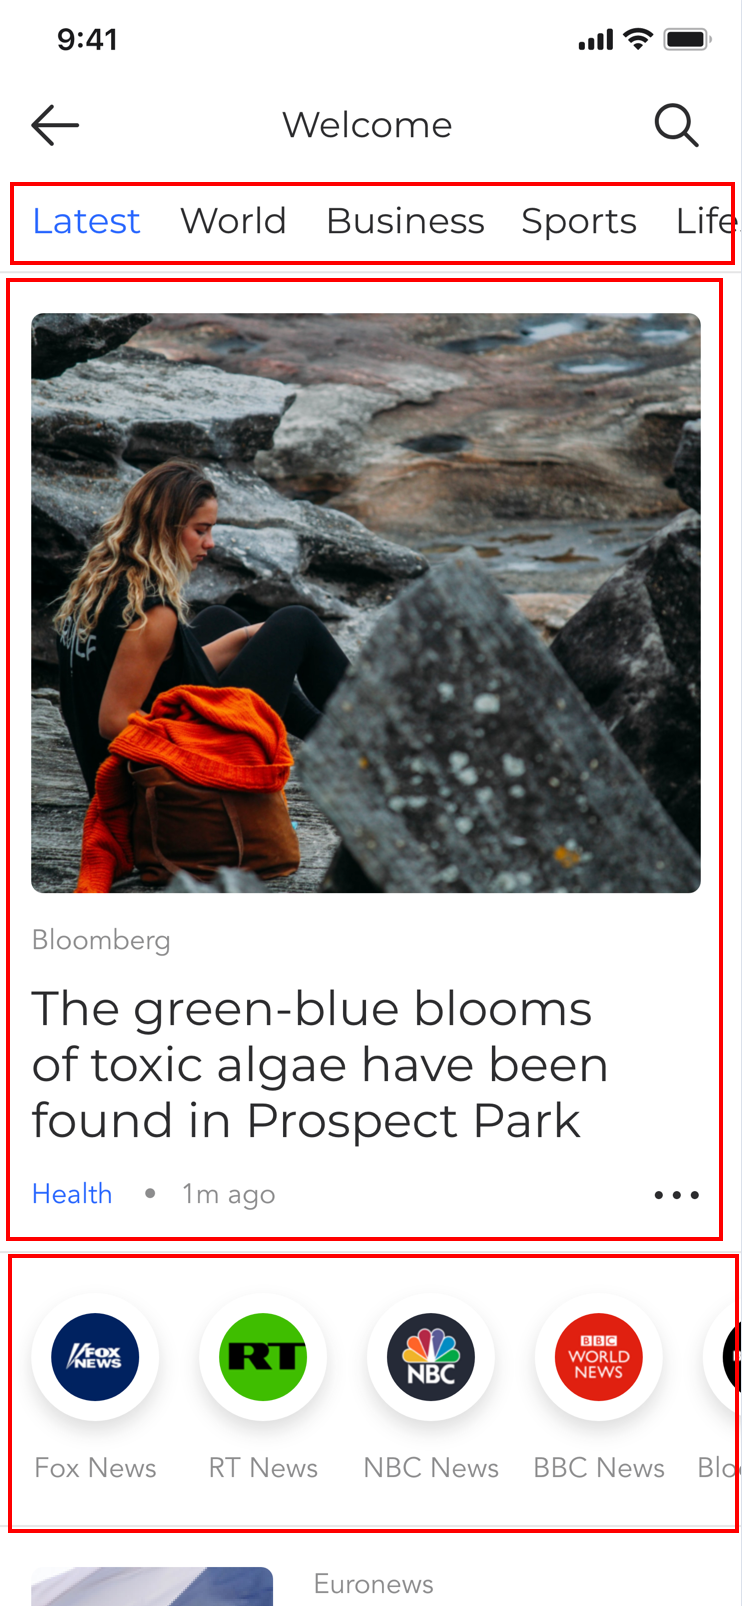 9:41
Welcome
Latest World Business Sports Life
Bloomberg
The green-blue blooms
of toxic algae have been
found in Prospect Park
Health • 1m ago
FOX
NEWS
RT
NBC
BBC
WORLD
NEWS
Fox News RT News NBC News BBC News Bloo
Euronews